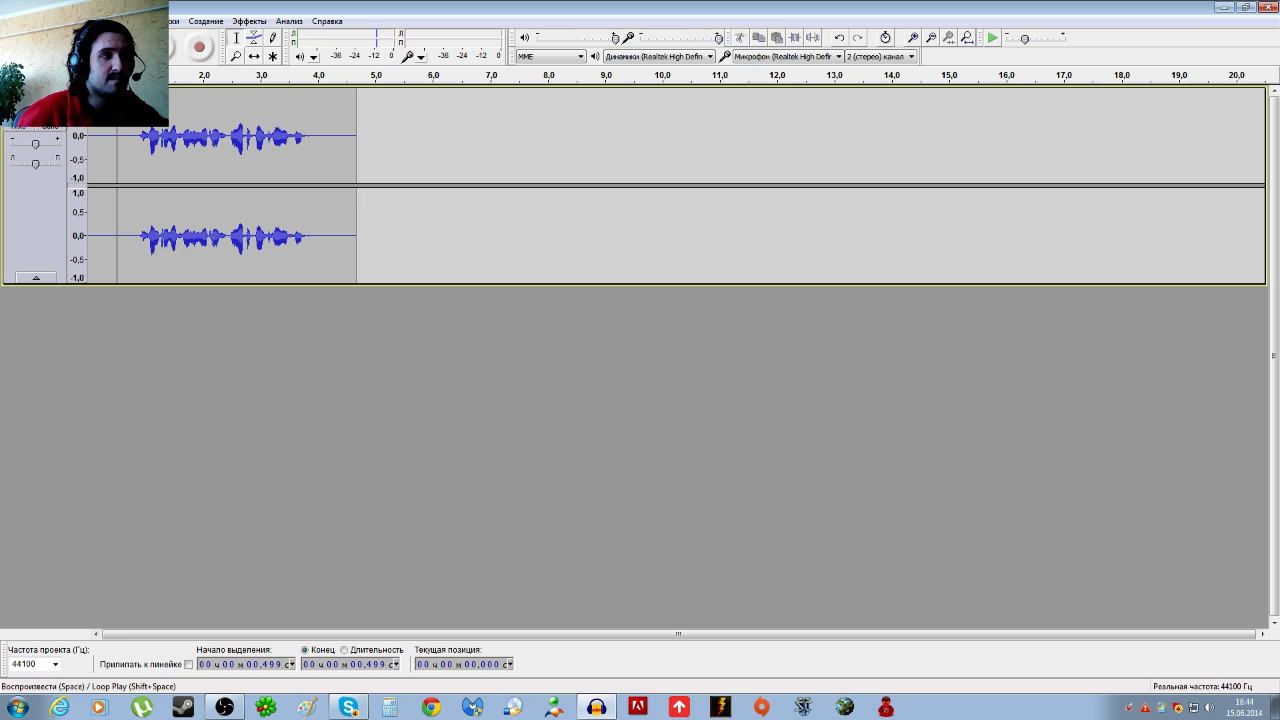 ки Создание Эффекты Анализ Справка
Л -36 -24 -12 0 Л
П П
-36 -24 -12 0 -36 -24 -12 0
MME Динамики (Realtek High Defin Микрофон (Realtek High Defir 2 (стерео) канал
2,0 3,0 4,0 5,0 6,0 7,0 8,0 9,0 10,0 11,0 12,0 13,0 14,0 15,0 16,0 17,0 18,0 19,0 20,0
0,0
-0,5
-1,0
Л П
1,0
0,5
0,0
-0,5
-1,0
Частота проекта (Гц):
44100
Прилипать к линейке
Начало выделения:
00 ч 00 м 00.499 с
Конец Длительность
00 ч 00 м 00.499 с
Текущая позиция:
00 ч 00 м 00.000 с
Воспроизвести (Space) / Loop Play (Shift+Space)
Реальная частота: 44100 Гц
18:44
15.06.2014